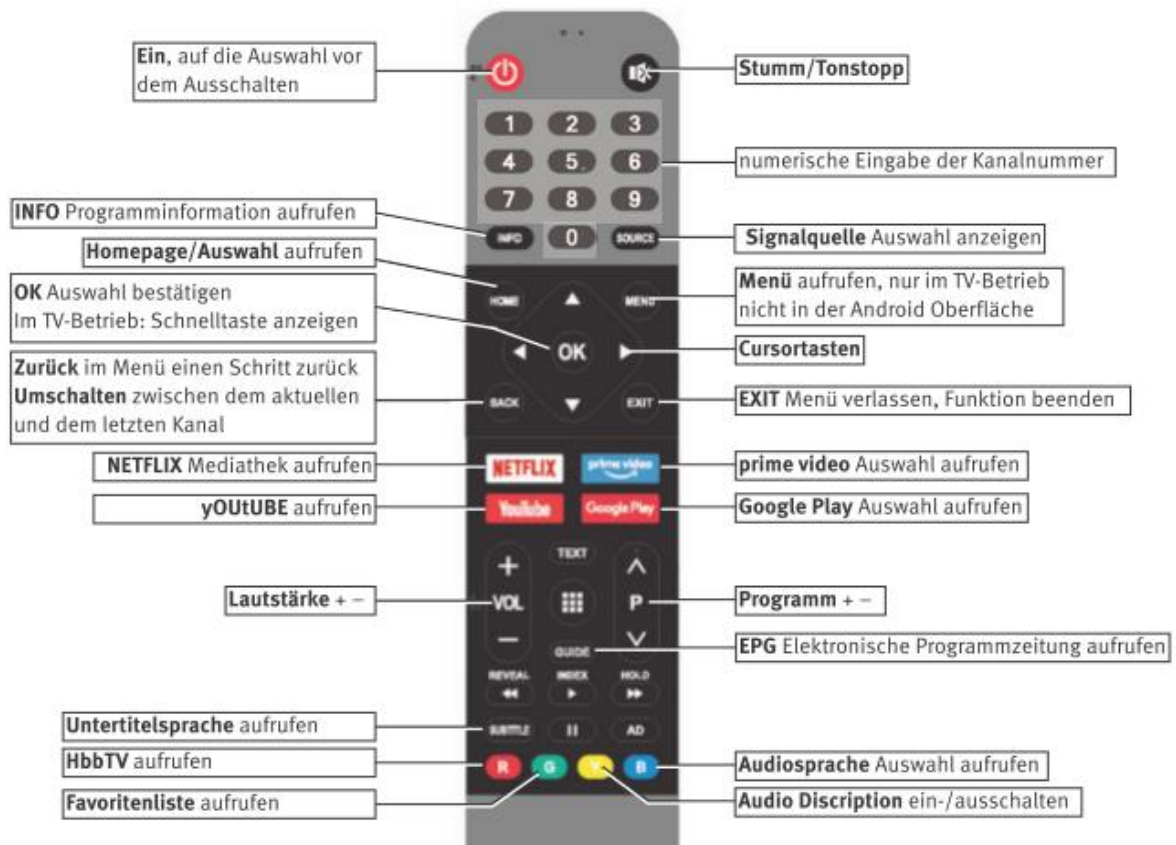 Ein, auf die Auswahl vor
dem Ausschalten
Stumm/Tonstopp
1 2 3
4 5 6
numerische Eingabe der Kanalnummer
7 8 9
INFO Programminformation aufrufen
INFO 0 SOURCE
Signalquelle Auswahl anzeigen
Homepage/Auswahl aufrufen
OK Auswahl bestätigen
Im TV-Betrieb: Schnelltaste anzeigen
HOME MENU
Menü aufrufen, nur im TV-Betrieb
nicht in der Android Oberfläche
OK
Cursortasten
Zurück im Menü einen Schritt zurück
Umschalten zwischen dem aktuellen
und dem letzten Kanal
BACK EXIT
EXIT Menü verlassen, Funktion beenden
NETFLIX Mediathek aufrufen
NETFLIX prime video
prime video Auswahl aufrufen
yOUtUBE aufrufen
YouTube Google Play
Google Play Auswahl aufrufen
TEXT
+
Lautstärke + −
VOL P
Programm + −
−
GUIDE
EPG Elektronische Programmzeitung aufrufen
REVEAL INDEX HOLD
Untertitelsprache aufrufen
SUBTITLE AD
HbbTV aufrufen
R G Y B
Audiosprache Auswahl aufrufen
Favoritenliste aufrufen
Audio Discription ein-/ausschalten